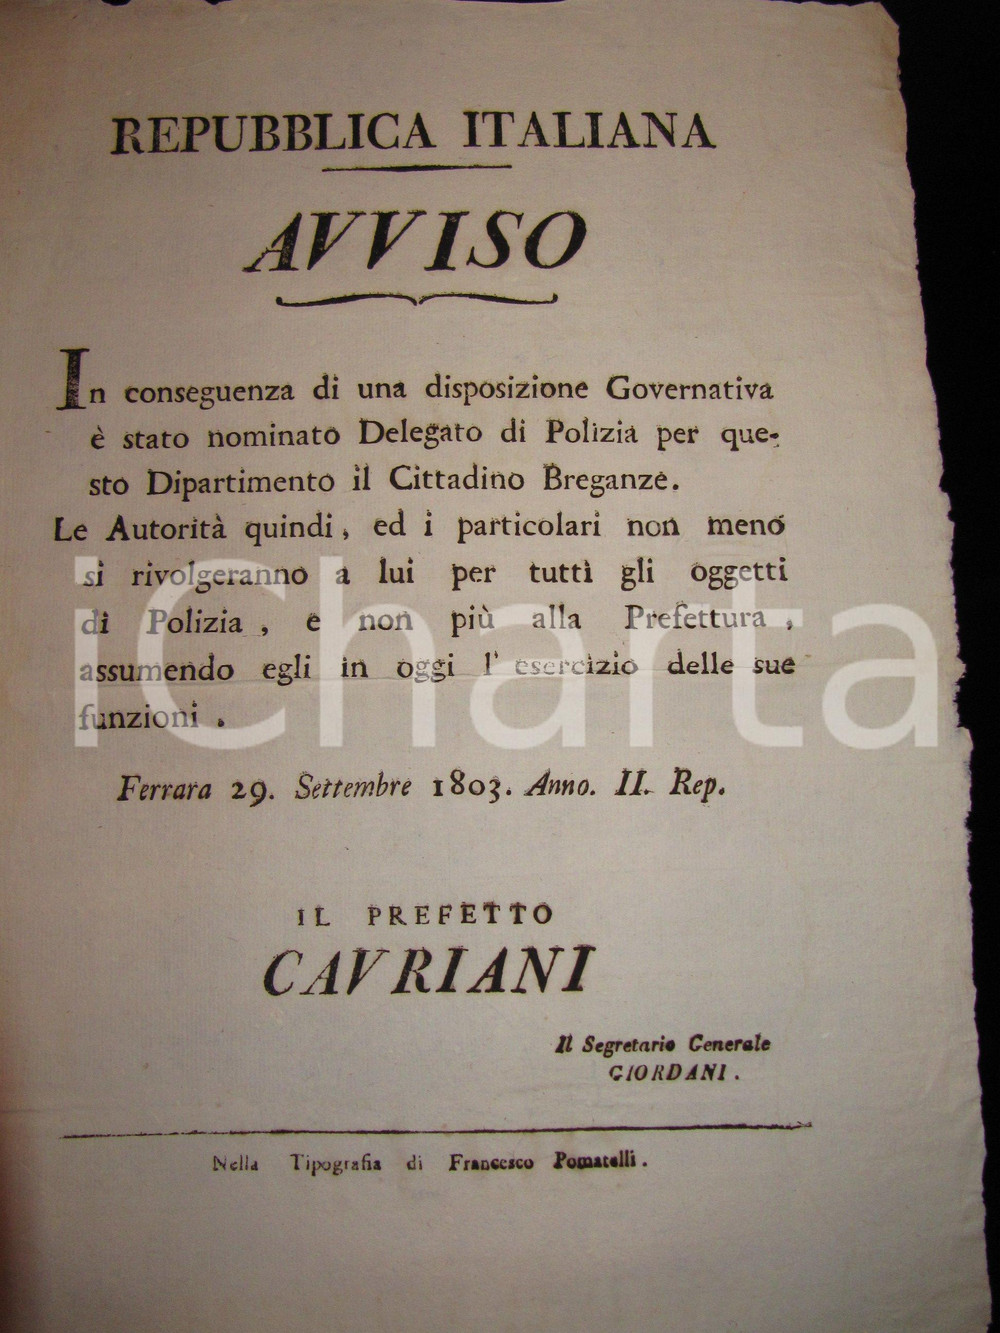 REPUBBLICA ITALIANA
AVVISO
In conseguenza di una disposizione Governativa
è stato nominato Delegato di Polizia per que-
sto Dipartimento il Cittadino Breganze.
Le Autorità quindi, ed i particolari non meno
si rivolgeranno a lui per tutti gli oggetti
di Polizia, e non più alla Prefettura,
assumendo egli in oggi l' esercizio delle sue
funzioni.
iCharta
Ferrara 29. Settembre 1803. Anno. II. Rep.
IL PREFETTO
CAVRIANI
Il Segretario Generale
GIORDANI.
Nella Tipografia di Francesco Pomatelli.